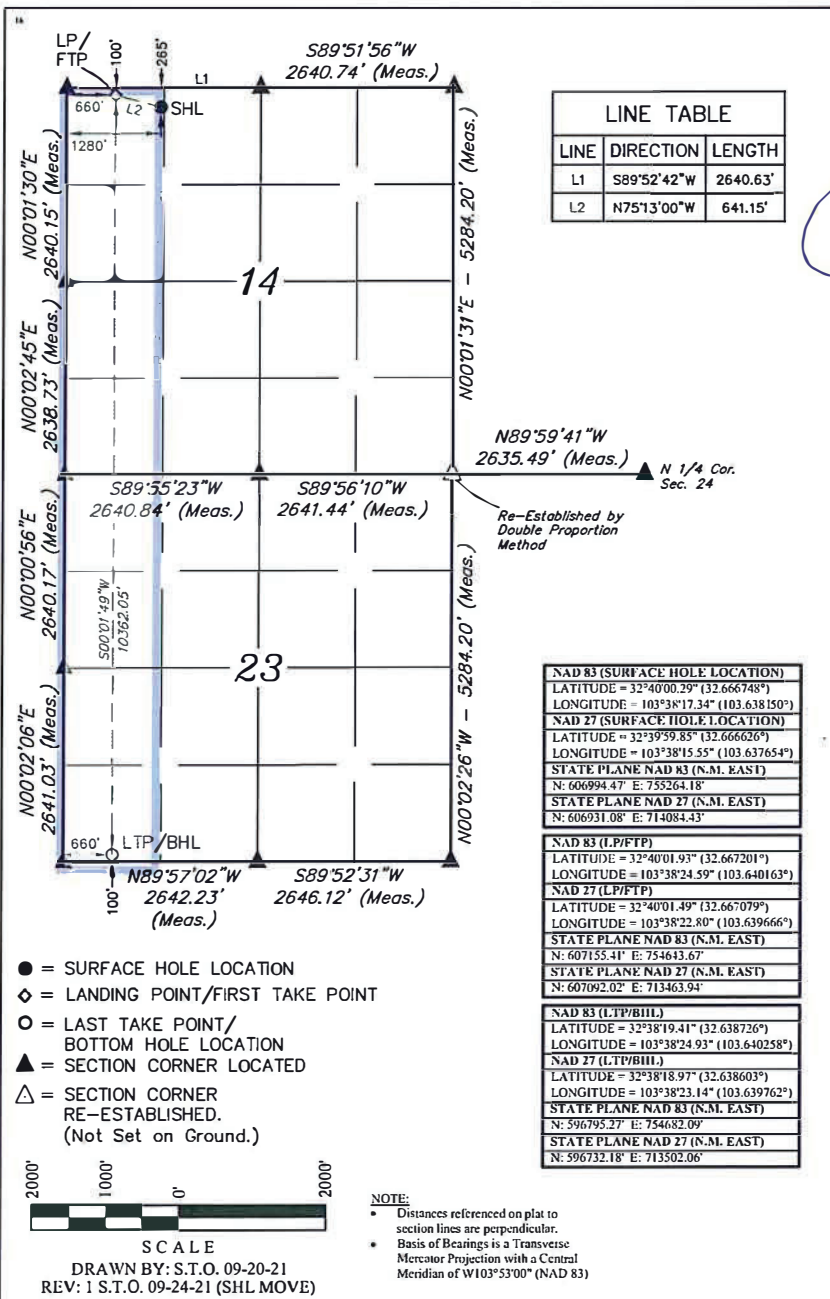 LP/
FTP
100'
265'
L1
S89°51'56"W
2640.74' (Meas.)
660'
L2
SHL
1280'
N00°01'30"E
2640.15' (Meas.)
14
N00°01'31"E - 5284.20' (Meas.)
N00°02'45"E
2638.73' (Meas.)
N89°59'41"W
2635.49' (Meas.)
N 1/4 Cor.
Sec. 24
S89°55'23"W
2640.84' (Meas.)
S89°56'10"W
2641.44' (Meas.)
Re-Established by
Double Proportion
Method
N00°00'56"E
2640.17' (Meas.)
S00°01'49"W
10362.05'
23
N00°02'26"W - 5284.20' (Meas.)
N00°02'06"E
2641.03' (Meas.)
660'
LTP/BHL
100'
N89°57'02"W
2642.23'
(Meas.)
S89°52'31"W
2646.12' (Meas.)
LINE TABLE
LINE DIRECTION LENGTH
L1 S89°52'42"W 2640.63'
L2 N75°13'00"W 641.15'
NAD 83 (SURFACE HOLE LOCATION)
LATITUDE = 32°40'00.29" (32.666748°)
LONGITUDE = 103°38'17.34" (103.638150°)
NAD 27 (SURFACE HOLE LOCATION)
LATITUDE = 32°39'59.85" (32.666626°)
LONGITUDE = 103°38'15.55" (103.637654°)
STATE PLANE NAD 83 (N.M. EAST)
N: 606994.47' E: 755264.18'
STATE PLANE NAD 27 (N.M. EAST)
N: 606931.08' E: 714084.43'
NAD 83 (LP/FTP)
LATITUDE = 32°40'01.93" (32.667201°)
LONGITUDE = 103°38'24.59" (103.640163°)
NAD 27 (LP/FTP)
LATITUDE = 32°40'01.49" (32.667079°)
LONGITUDE = 103°38'22.80" (103.639666°)
STATE PLANE NAD 83 (N.M. EAST)
N: 607155.41' E: 754643.67'
STATE PLANE NAD 27 (N.M. EAST)
N: 607092.02' E: 713463.94'
NAD 83 (LTP/BHL)
LATITUDE = 32°38'19.41" (32.638726°)
LONGITUDE = 103°38'24.93" (103.640258°)
NAD 27 (LTP/BHL)
LATITUDE = 32°38'18.97" (32.638603°)
LONGITUDE = 103°38'23.14" (103.639762°)
STATE PLANE NAD 83 (N.M. EAST)
N: 596795.27' E: 754682.09'
STATE PLANE NAD 27 (N.M. EAST)
N: 596732.18' E: 713502.06'
● = SURFACE HOLE LOCATION
◇ = LANDING POINT/FIRST TAKE POINT
○ = LAST TAKE POINT/
BOTTOM HOLE LOCATION
▲ = SECTION CORNER LOCATED
△ = SECTION CORNER
RE-ESTABLISHED.
(Not Set on Ground.)
2000' 1000' 0' 2000'
SCALE
DRAWN BY: S.T.O. 09-20-21
REV: 1 S.T.O. 09-24-21 (SHL MOVE)
NOTE:
• Distances referenced on plat to
section lines are perpendicular.
• Basis of Bearings is a Transverse
Mercator Projection with a Central
Meridian of W103°53'00" (NAD 83)